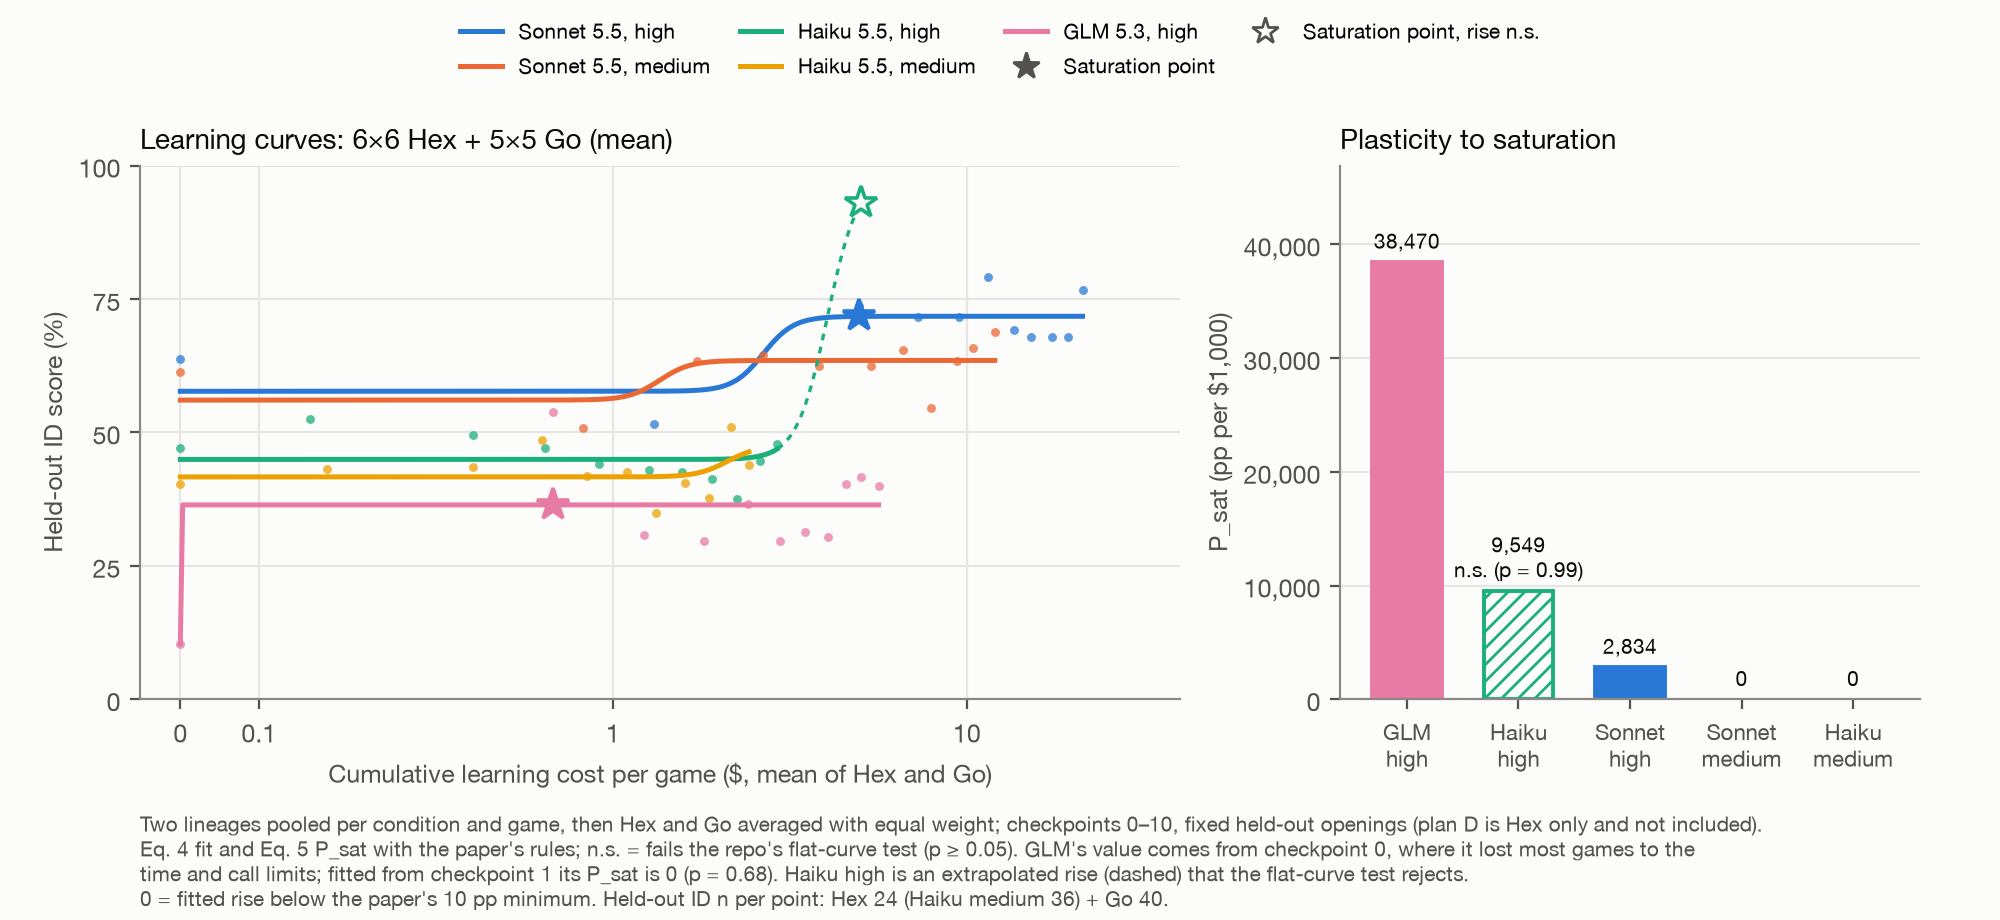 Sonnet 5.5, high
Haiku 5.5, high
GLM 5.3, high
Saturation point, rise n.s.
Sonnet 5.5, medium
Haiku 5.5, medium
Saturation point
Learning curves: 6×6 Hex + 5×5 Go (mean)
100
75
50
25
0
Held-out ID score (%)
0
0.1
1
10
Cumulative learning cost per game ($, mean of Hex and Go)
Plasticity to saturation
40,000
30,000
20,000
10,000
0
P_sat (pp per $1,000)
38,470
9,549
n.s. (p = 0.99)
2,834
0
0
GLM
high
Haiku
high
Sonnet
high
Sonnet
medium
Haiku
medium
Two lineages pooled per condition and game, then Hex and Go averaged with equal weight; checkpoints 0–10, fixed held-out openings (plan D is Hex only and not included).
Eq. 4 fit and Eq. 5 P_sat with the paper's rules; n.s. = fails the repo's flat-curve test (p ≥ 0.05). GLM's value comes from checkpoint 0, where it lost most games to the
time and call limits; fitted from checkpoint 1 its P_sat is 0 (p = 0.68). Haiku high is an extrapolated rise (dashed) that the flat-curve test rejects.
0 = fitted rise below the paper's 10 pp minimum. Held-out ID n per point: Hex 24 (Haiku medium 36) + Go 40.